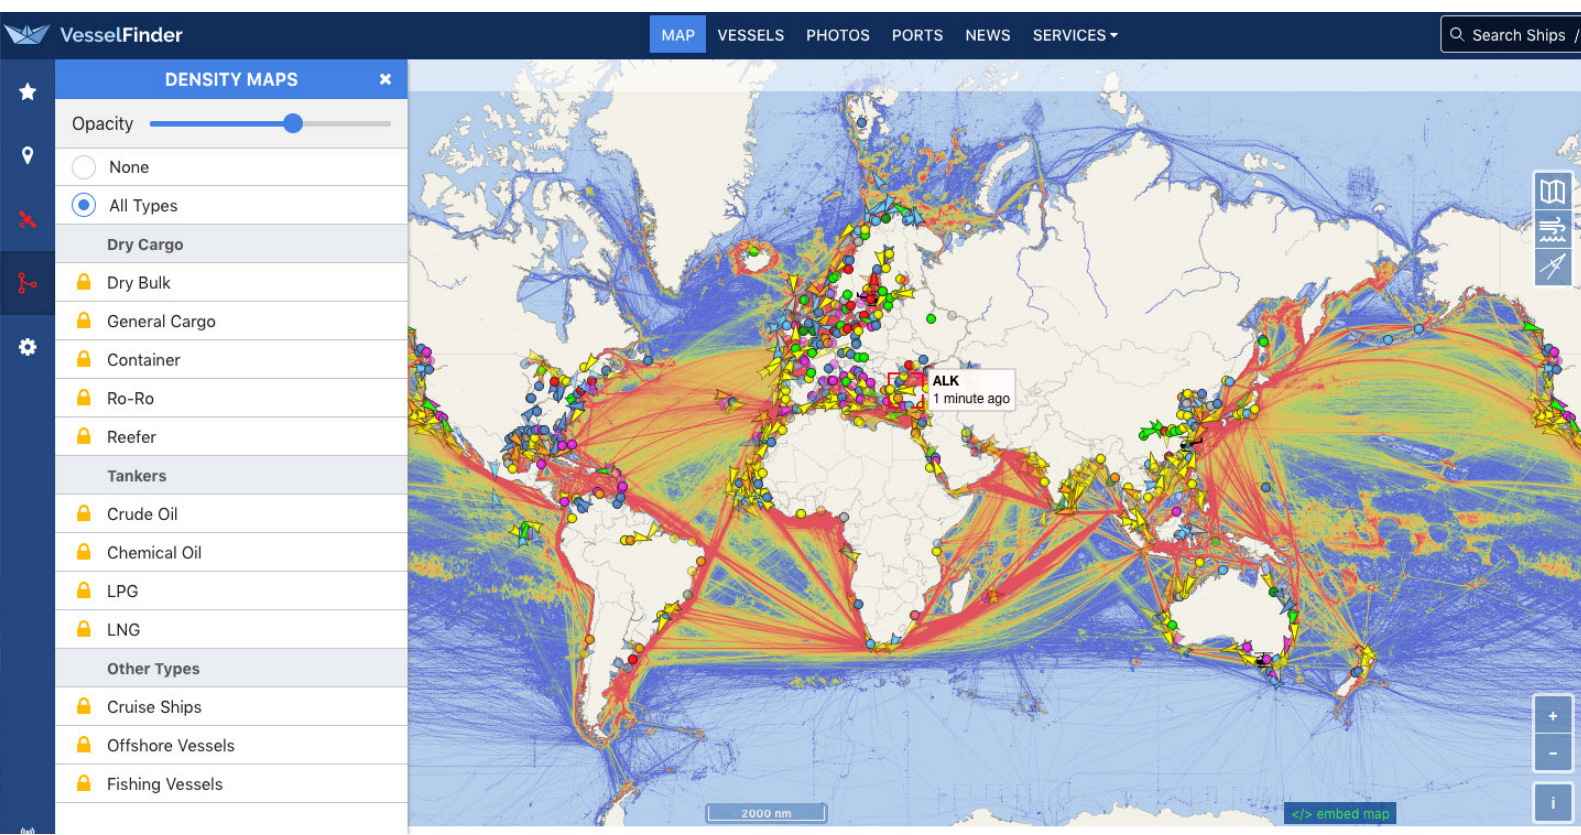 VesselFinder
MAP VESSELS PHOTOS PORTS NEWS SERVICES
Search Ships /
DENSITY MAPS
Opacity
None
All Types
Dry Cargo
Dry Bulk
General Cargo
Container
Ro-Ro
Reefer
Tankers
Crude Oil
Chemical Oil
LPG
LNG
Other Types
Cruise Ships
Offshore Vessels
Fishing Vessels
ALK
1 minute ago
2000 nm
</> embed map
+
-
i